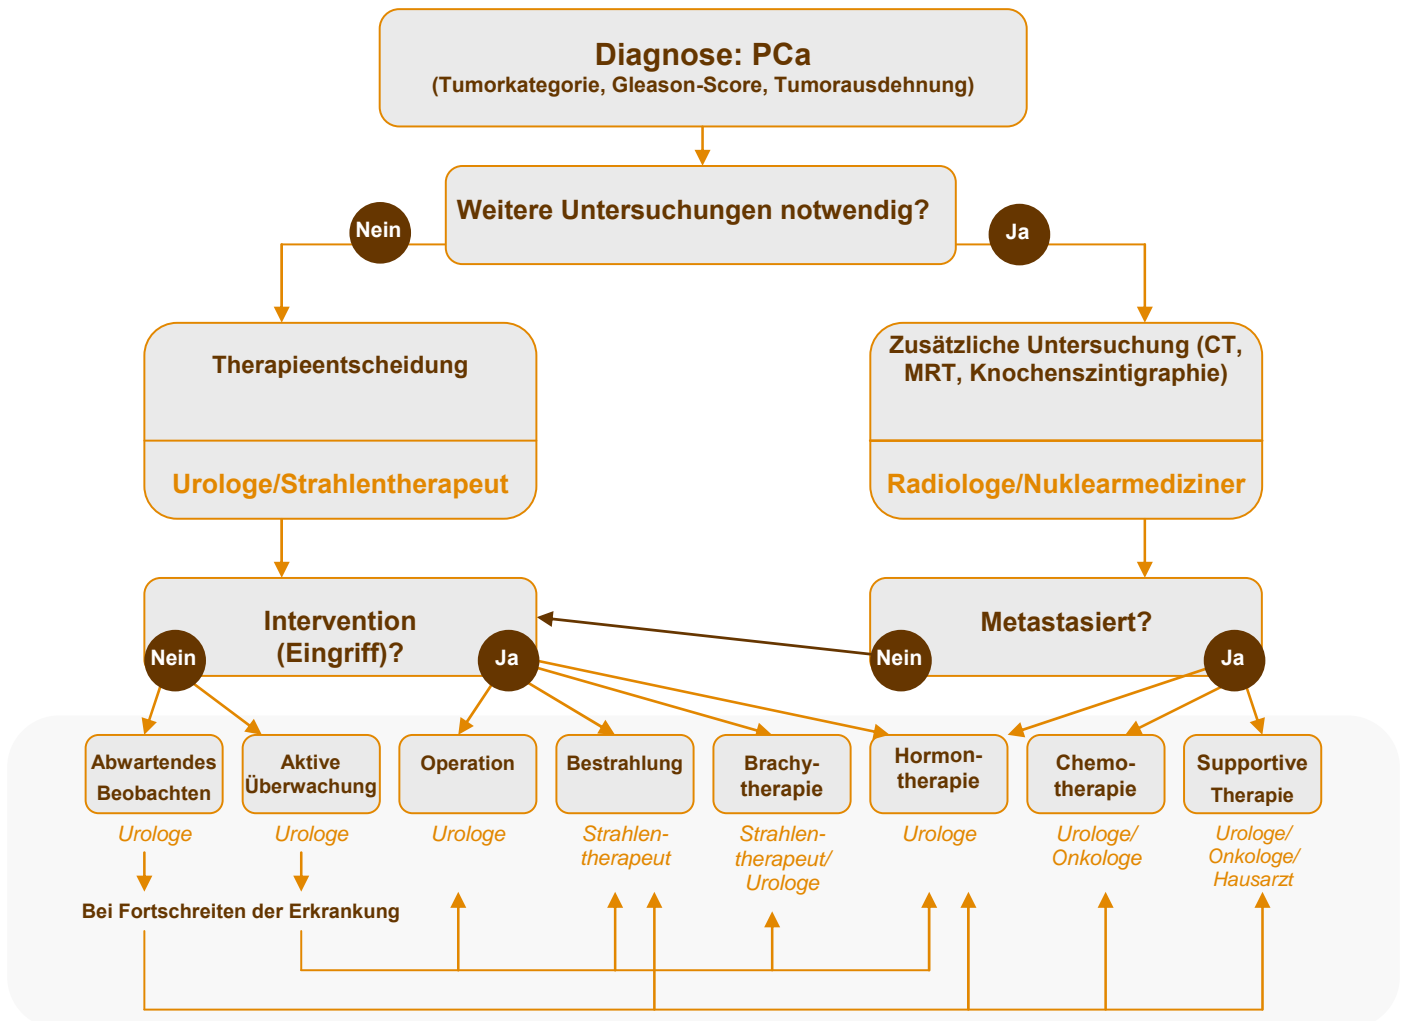 Diagnose: PCa
(Tumorkategorie, Gleason-Score, Tumorausdehnung)
Weitere Untersuchungen notwendig?
Nein
Ja
Therapieentscheidung
Urologe/Strahlentherapeut
Zusätzliche Untersuchung (CT,
MRT, Knochenszintigraphie)
Radiologe/Nuklearmediziner
Intervention
(Eingriff)?
Nein
Ja
Metastasiert?
Nein
Ja
Abwartendes
Beobachten
Urologe
Aktive
Überwachung
Urologe
Operation
Urologe
Bestrahlung
Strahlen-
therapeut
Brachy-
therapie
Strahlen-
therapeut/
Urologe
Hormon-
therapie
Urologe
Chemo-
therapie
Urologe/
Onkologe
Supportive
Therapie
Urologe/
Onkologe/
Hausarzt
Bei Fortschreiten der Erkrankung